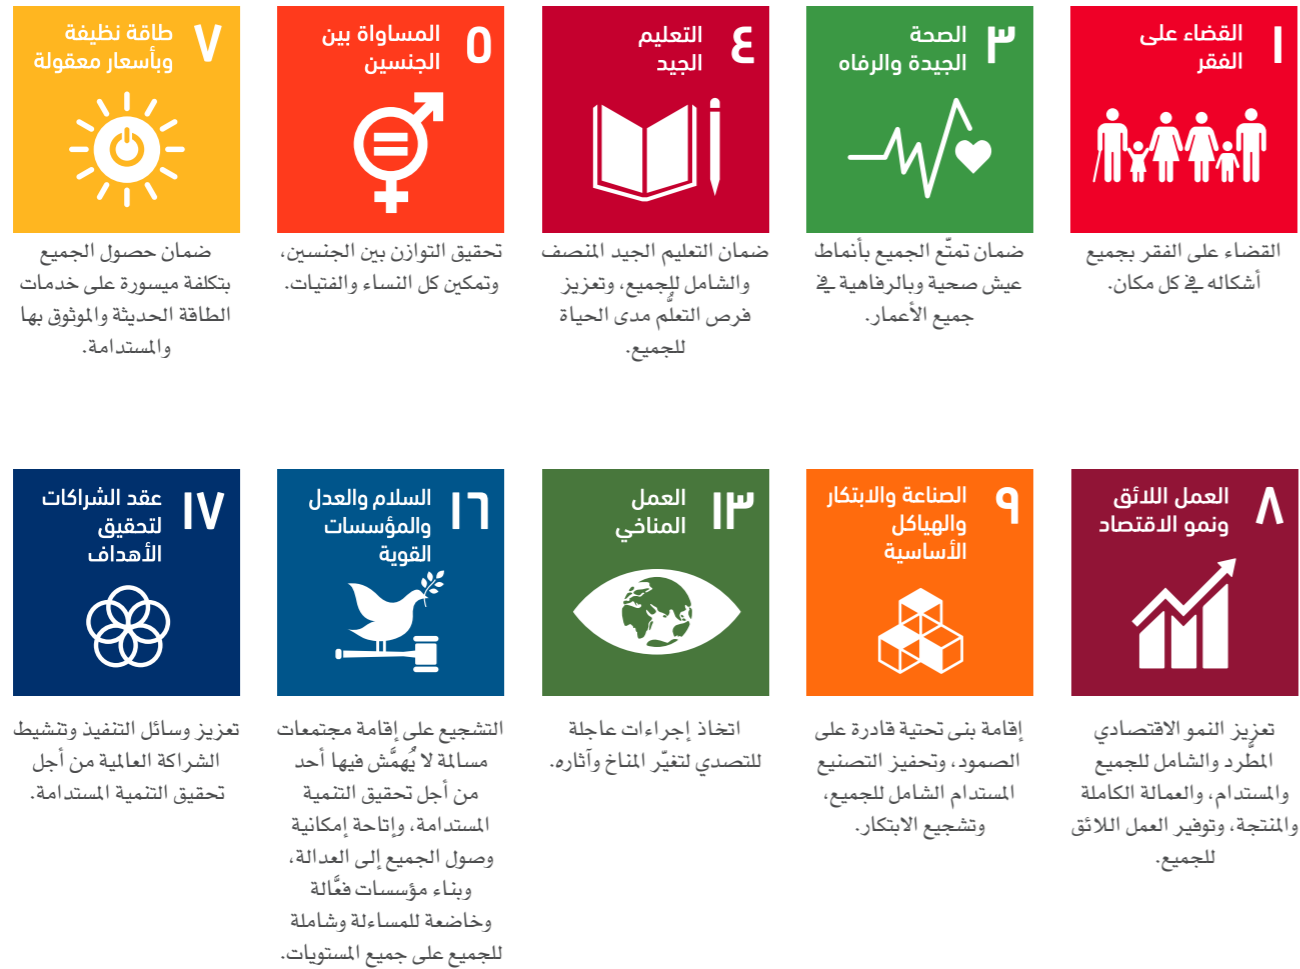 ١
القضاء على
الفقر
القضاء على الفقر بجميع
أشكاله في كل مكان.
٣
الصحة
الجيدة والرفاه
ضمان تمتّع الجميع بأنماط
عيش صحية وبالرفاهية في
جميع الأعمار.
٤
التعليم
الجيد
ضمان التعليم الجيد المنصف
والشامل للجميع، وتعزيز
فرص التعلُّم مدى الحياة
للجميع.
٥
المساواة بين
الجنسين
تحقيق التوازن بين الجنسين،
وتمكين كل النساء والفتيات.
٧
طاقة نظيفة
وبأسعار معقولة
ضمان حصول الجميع
بتكلفة ميسورة على خدمات
الطاقة الحديثة والموثوق بها
والمستدامة.
٨
العمل اللائق
ونمو الاقتصاد
تعزيز النمو الاقتصادي
المطَّرد والشامل للجميع
والمستدام، والعمالة الكاملة
والمنتجة، وتوفير العمل اللائق
للجميع.
٩
الصناعة والابتكار
والهياكل
الأساسية
إقامة بنى تحتية قادرة على
الصمود، وتحفيز التصنيع
المستدام الشامل للجميع،
وتشجيع الابتكار.
١٣
العمل
المناخي
اتخاذ إجراءات عاجلة
للتصدي لتغيّر المناخ وآثاره.
١٦
السلام والعدل
والمؤسسات
القوية
التشجيع على إقامة مجتمعات
مسالمة لا يُهمَّش فيها أحد
من أجل تحقيق التنمية
المستدامة، وإتاحة إمكانية
وصول الجميع إلى العدالة،
وبناء مؤسسات فعَّالة
وخاضعة للمساءلة وشاملة
للجميع على جميع المستويات.
١٧
عقد الشراكات
لتحقيق
الأهداف
تعزيز وسائل التنفيذ وتنشيط
الشراكة العالمية من أجل
تحقيق التنمية المستدامة.